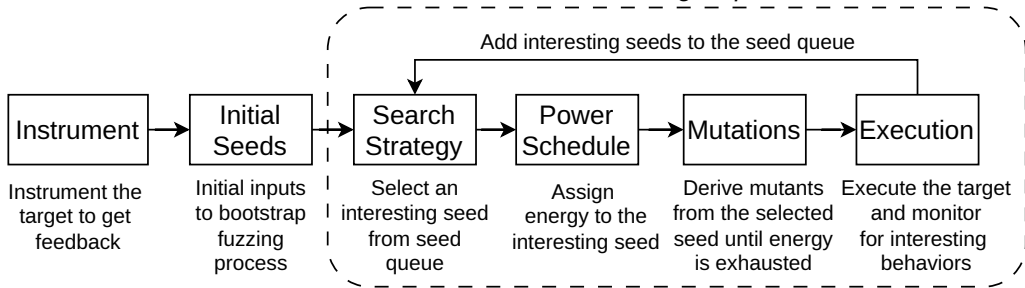 Add interesting seeds to the seed queue
Instrument
Initial
Seeds
Search
Strategy
Power
Schedule
Mutations
Execution
Instrument the
target to get
feedback
Initial inputs
to bootstrap
fuzzing
process
Select an
interesting seed
from seed
queue
Assign
energy to the
interesting seed
Derive mutants
from the selected
seed until energy
is exhausted
Execute the target
and monitor
for interesting
behaviors